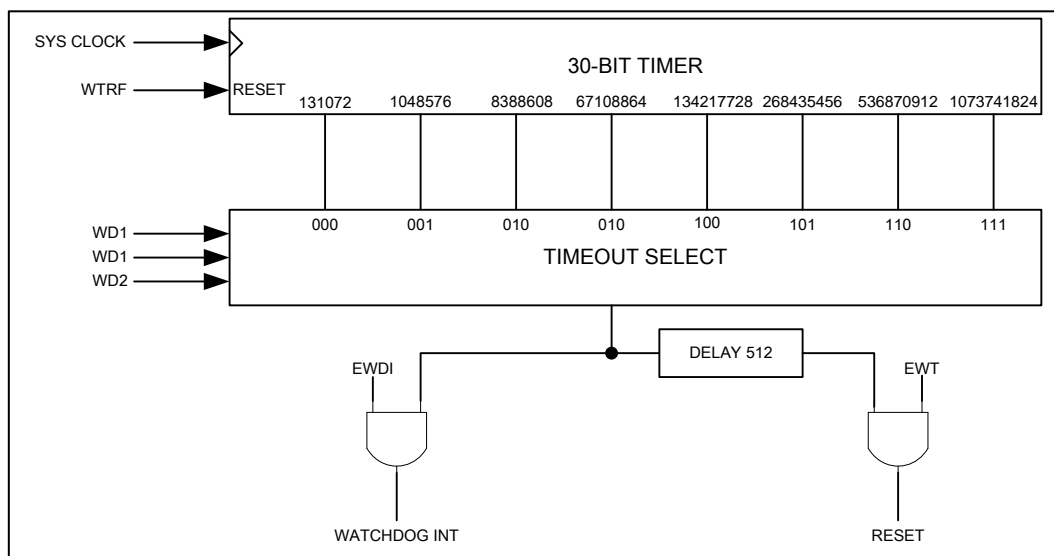 SYS CLOCK
30-BIT TIMER
WTRF
RESET
131072 1048576 8388608 67108864 134217728 268435456 536870912 1073741824
000 001 010 010 100 101 110 111
WD1
TIMEOUT SELECT
WD1
WD2
DELAY 512
EWDI
EWT
WATCHDOG INT
RESET